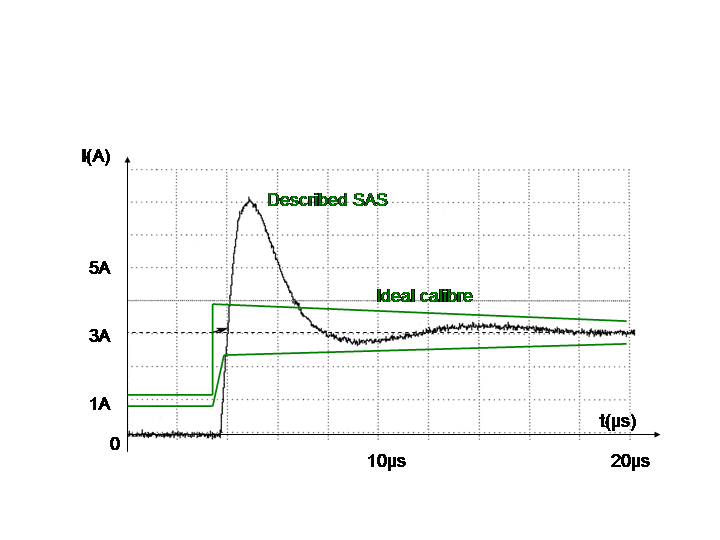 I(A)
Described SAS
5A
Ideal calibre
3A
1A
t(µs)
0
10µs
20µs